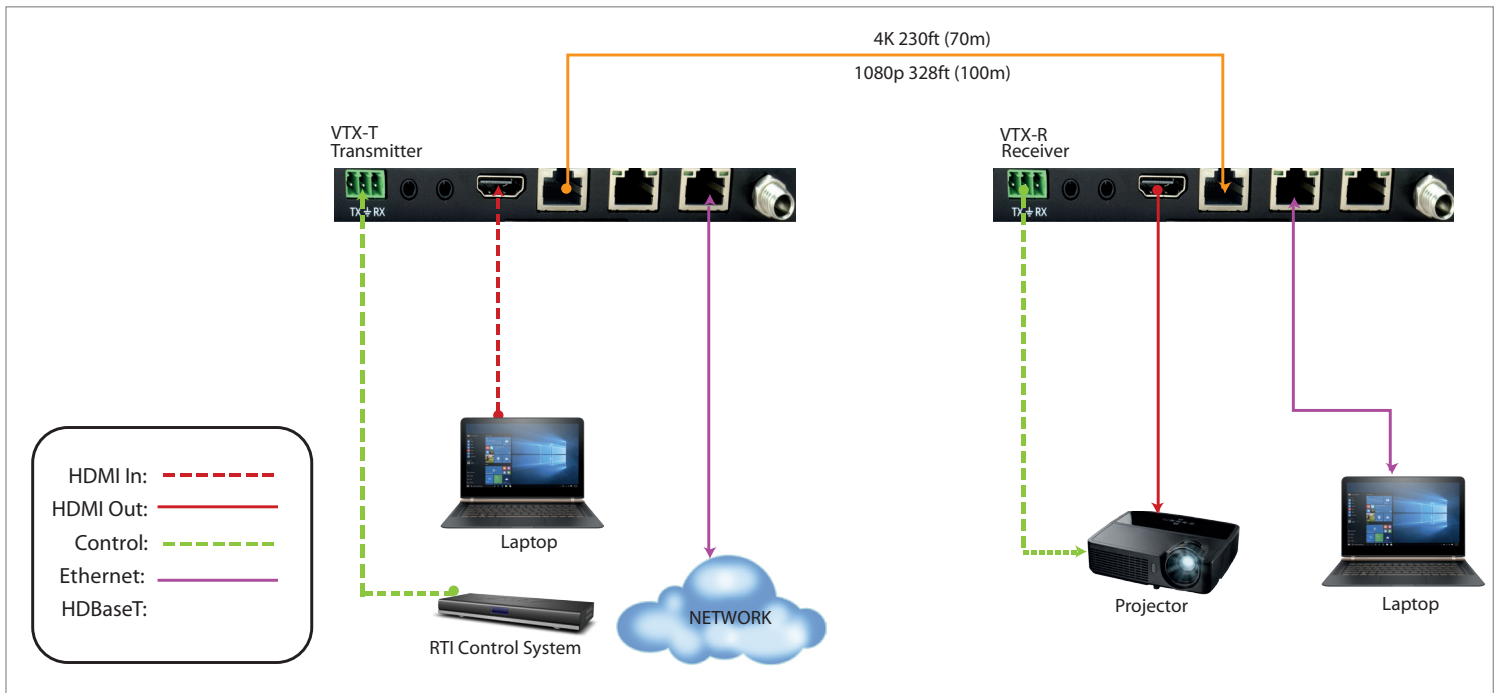 4K 230ft (70m)
1080p 328ft (100m)
VTX-T
Transmitter
VTX-R
Receiver
TX RX
TX RX
HDMI In:
HDMI Out:
Control:
Ethernet:
HDBaseT:
Laptop
RTI Control System
NETWORK
Projector
Laptop